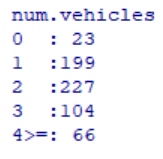 num.vehicles
0 : 23
1 :199
2 :227
3 :104
4>=: 66